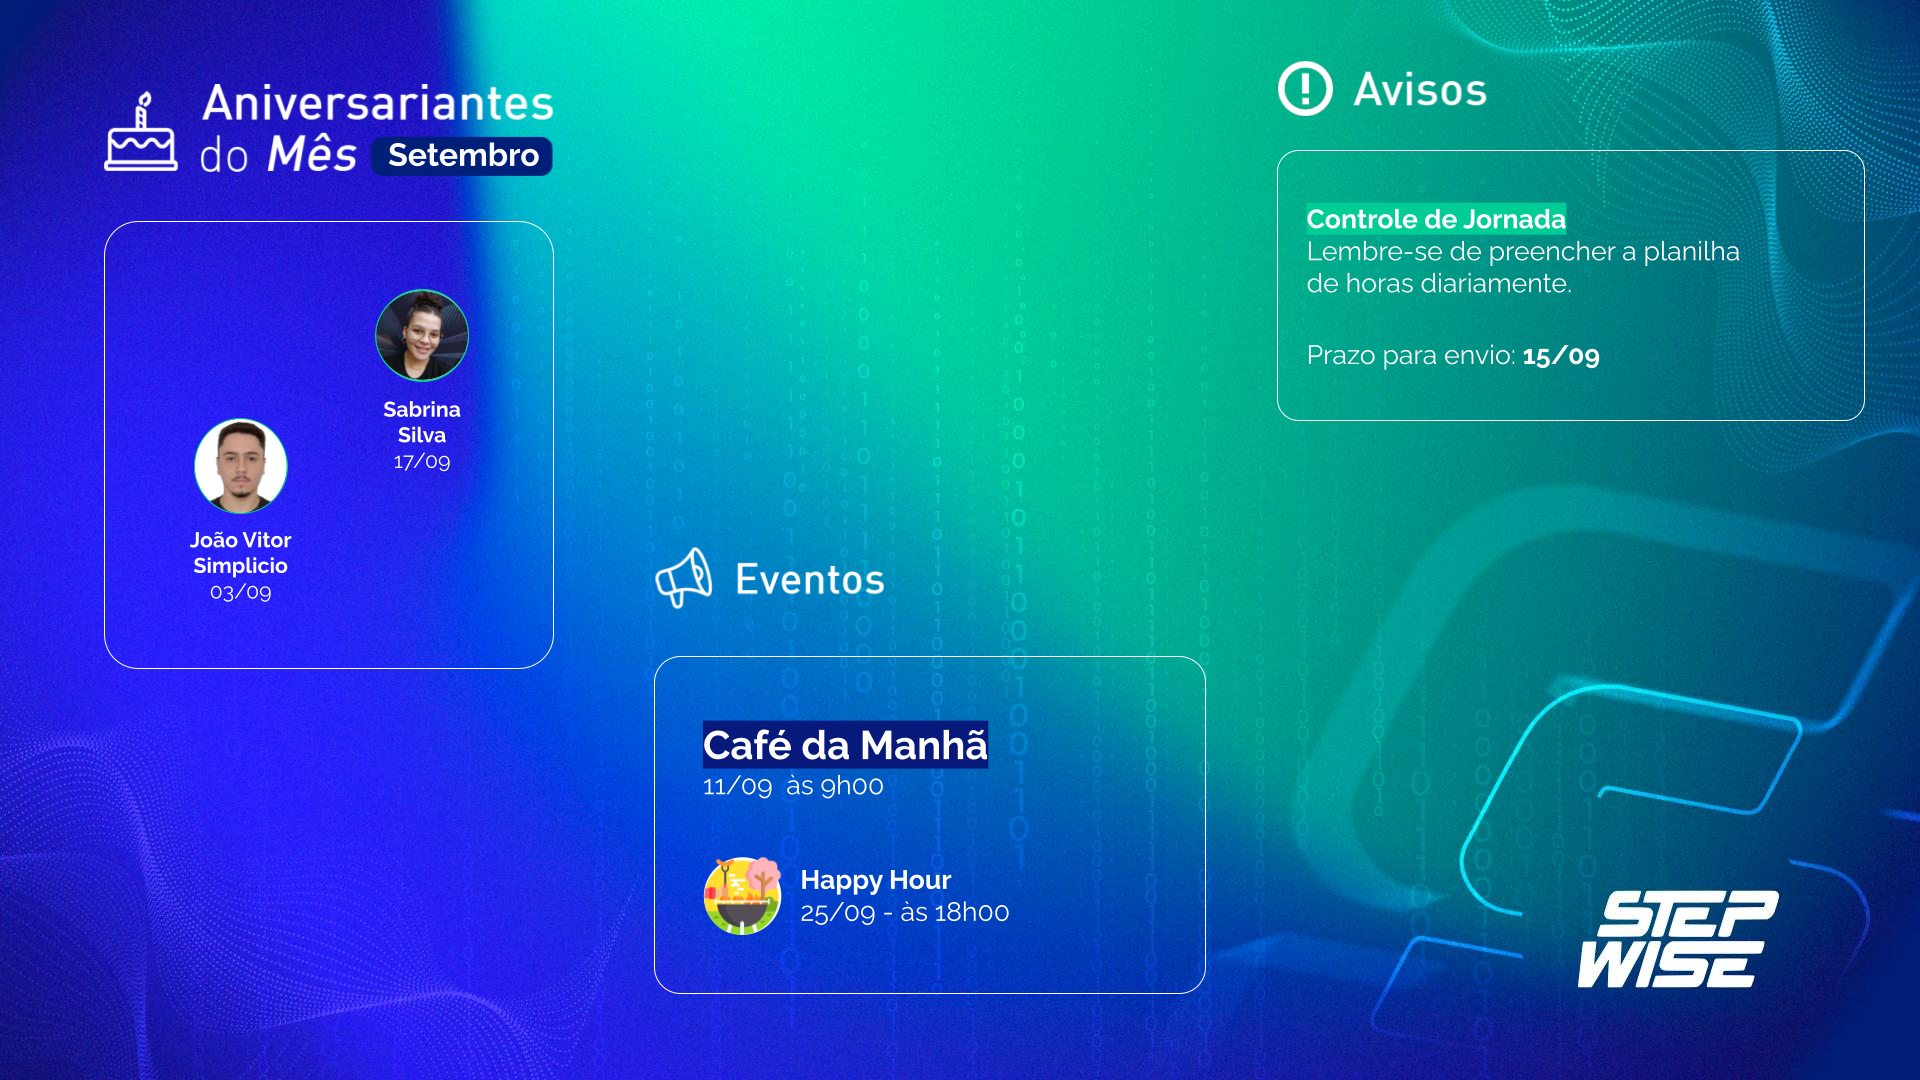 Aniversariantes
do Mês Setembro
Sabrina
Silva
17/09
João Vitor
Simplicio
03/09
Eventos
Café da Manhã
11/09 às 9h00
Happy Hour
25/09 - às 18h00
Avisos
Controle de Jornada
Lembre-se de preencher a planilha
de horas diariamente.
Prazo para envio: 15/09
STEP
WISE